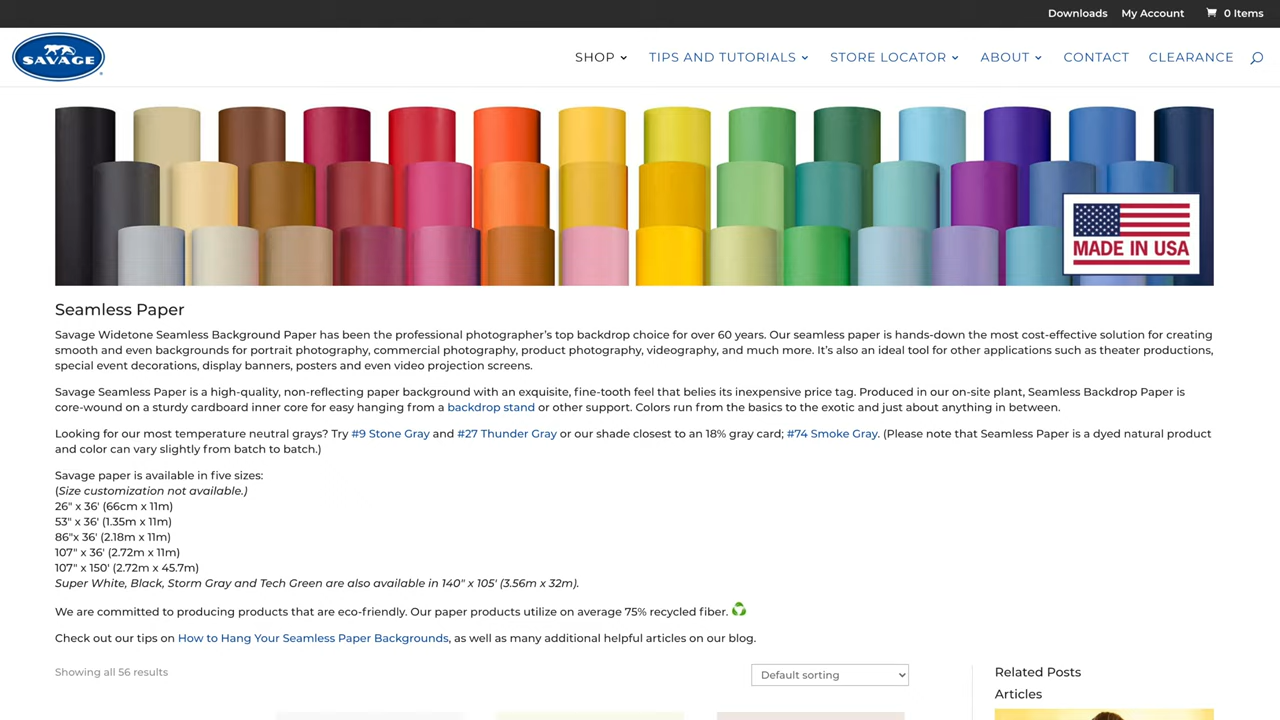 Downloads My Account 0 Items
SAVAGE
SHOP TIPS AND TUTORIALS STORE LOCATOR ABOUT CONTACT CLEARANCE
MADE IN USA
Seamless Paper
Savage Widetone Seamless Background Paper has been the professional photographer's top backdrop choice for over 60 years. Our seamless paper is hands-down the most cost-effective solution for creating
smooth and even backgrounds for portrait photography, commercial photography, product photography, videography, and much more. It's also an ideal tool for other applications such as theater productions,
special event decorations, display banners, posters and even video projection screens.
Savage Seamless Paper is a high-quality, non-reflecting paper background with an exquisite, fine-tooth feel that belies its inexpensive price tag. Produced in our on-site plant, Seamless Backdrop Paper is
core-wound on a sturdy cardboard inner core for easy hanging from a backdrop stand or other support. Colors run from the basics to the exotic and just about anything in between.
Looking for our most temperature neutral grays? Try #9 Stone Gray and #27 Thunder Gray or our shade closest to an 18% gray card; #74 Smoke Gray. (Please note that Seamless Paper is a dyed natural product
and color can vary slightly from batch to batch.)
Savage paper is available in five sizes:
(Size customization not available.)
26" x 36' (66cm x 11m)
53" x 36' (1.35m x 11m)
86"x 36' (2.18m x 11m)
107" x 36' (2.72m x 11m)
107" x 150' (2.72m x 45.7m)
Super White, Black, Storm Gray and Tech Green are also available in 140" x 105' (3.56m x 32m).
We are committed to producing products that are eco-friendly. Our paper products utilize on average 75% recycled fiber.
Check out our tips on How to Hang Your Seamless Paper Backgrounds, as well as many additional helpful articles on our blog.
Showing all 56 results Default sorting Related Posts
Articles